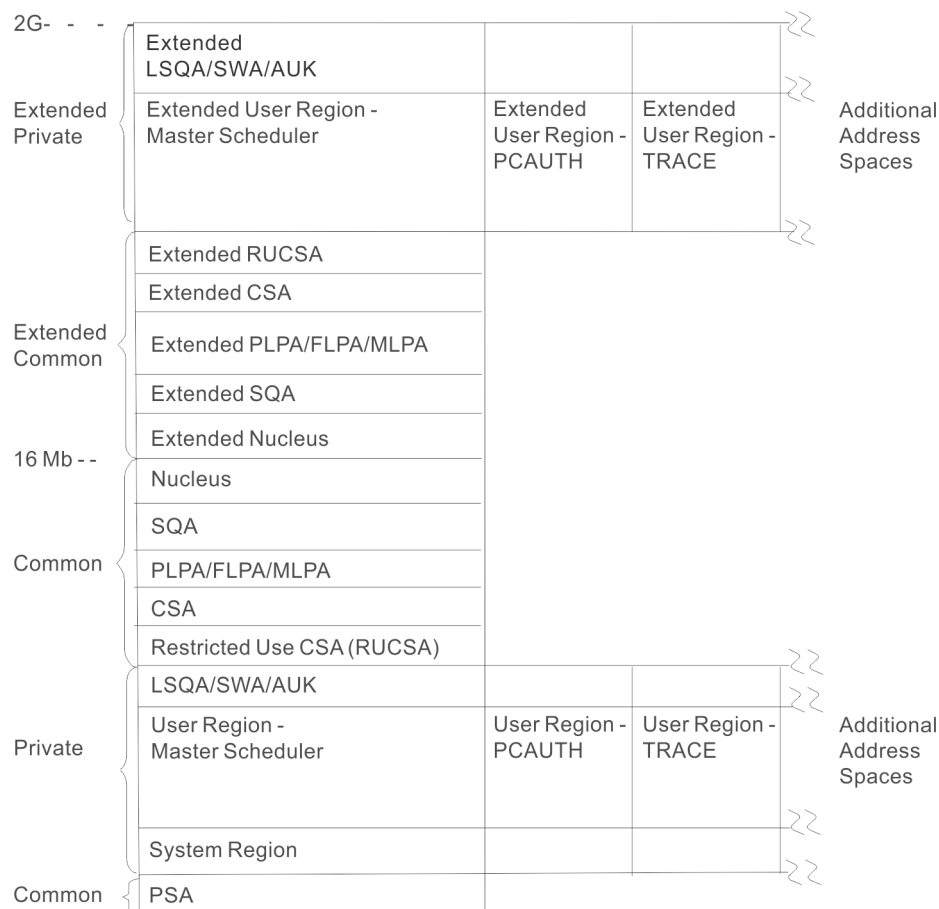 2G- - - -
Extended
LSQA/SWA/AUK
Extended
Private
Extended User Region -
Master Scheduler
Extended
User Region -
PCAUTH
Extended
User Region -
TRACE
Additional
Address
Spaces
Extended RUCSA
Extended CSA
Extended
Common
Extended PLPA/FLPA/MLPA
Extended SQA
Extended Nucleus
16 Mb - -
Nucleus
SQA
Common
PLPA/FLPA/MLPA
CSA
Restricted Use CSA (RUCSA)
LSQA/SWA/AUK
Private
User Region -
Master Scheduler
User Region -
PCAUTH
User Region -
TRACE
Additional
Address
Spaces
System Region
Common
PSA